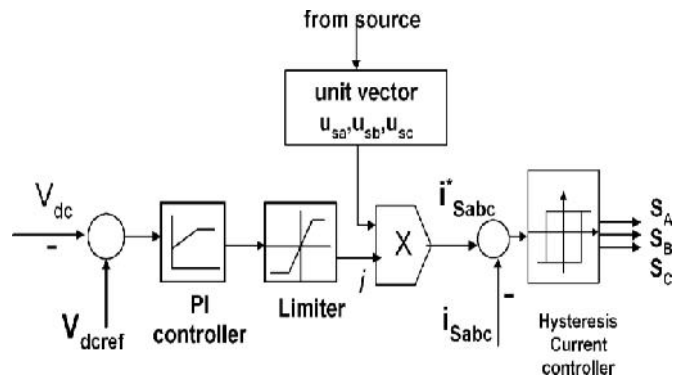 from source
unit vector
usa,usb,usc
Vdc
-
Vdcref
PI
controller
Limiter
i
X
i*Sabc
-
iSabc
Hysteresis
Current
controller
SA
SB
SC